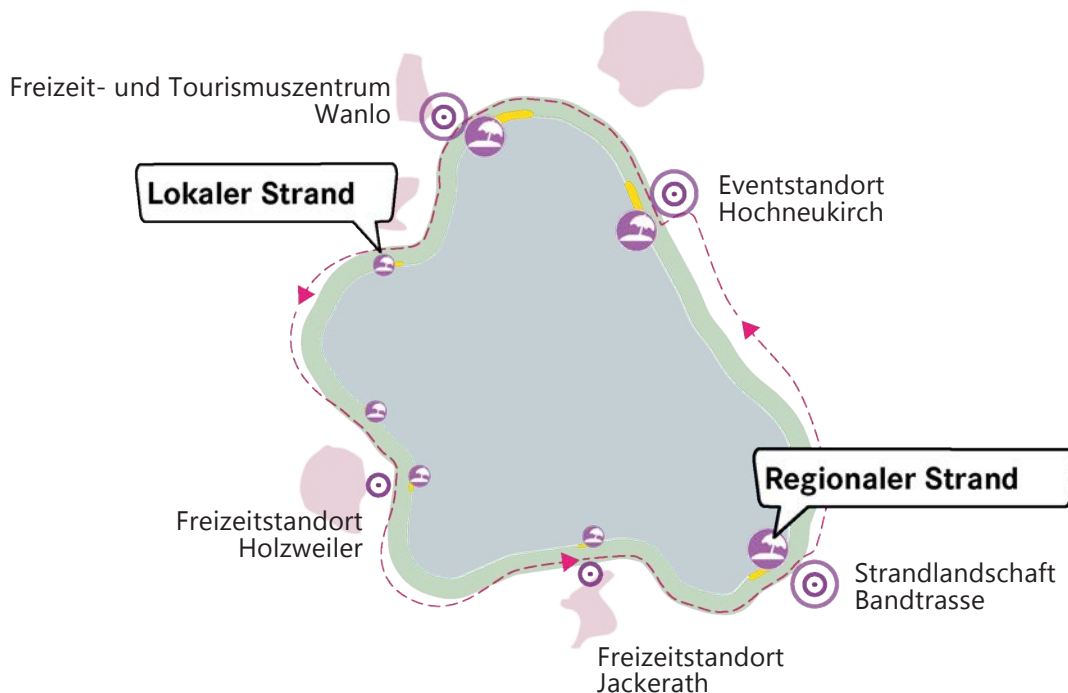 Freizeit- und Tourismuszentrum
Wanlo
Lokaler Strand
Eventstandort
Hochneukirch
Regionaler Strand
Freizeitstandort
Holzweiler
Strandlandschaft
Bandtrasse
Freizeitstandort
Jackerath